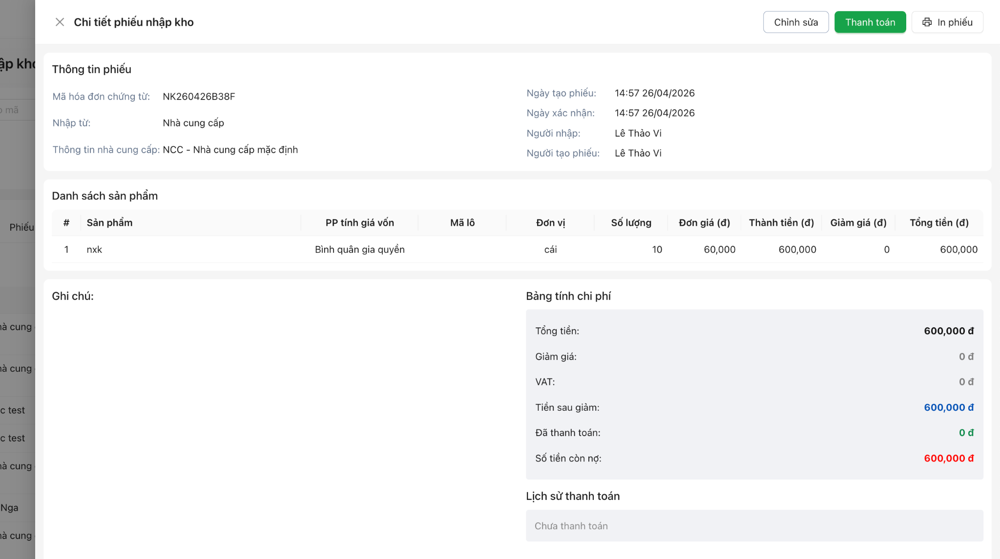 Chi tiết phiếu nhập kho
Chỉnh sửa
Thanh toán
In phiếu
ập kho
o mã
Phiếu
hà cung
hà cung
c test
c test
hà cung
Nga
hà cung
Thông tin phiếu
Mã hóa đơn chứng từ: NK260426B38F
Nhập từ: Nhà cung cấp
Thông tin nhà cung cấp: NCC - Nhà cung cấp mặc định
Ngày tạo phiếu: 14:57 26/04/2026
Ngày xác nhận: 14:57 26/04/2026
Người nhập: Lê Thảo Vi
Người tạo phiếu: Lê Thảo Vi
Danh sách sản phẩm
# Sản phẩm PP tính giá vốn Mã lô Đơn vị Số lượng Đơn giá (đ) Thành tiền (đ) Giảm giá (đ) Tổng tiền (đ)
1 nxk Bình quân gia quyền cái 10 60,000 600,000 0 600,000
Ghi chú:
Bảng tính chi phí
Tổng tiền: 600,000 đ
Giảm giá: 0 đ
VAT: 0 đ
Tiền sau giảm: 600,000 đ
Đã thanh toán: 0 đ
Số tiền còn nợ: 600,000 đ
Lịch sử thanh toán
Chưa thanh toán